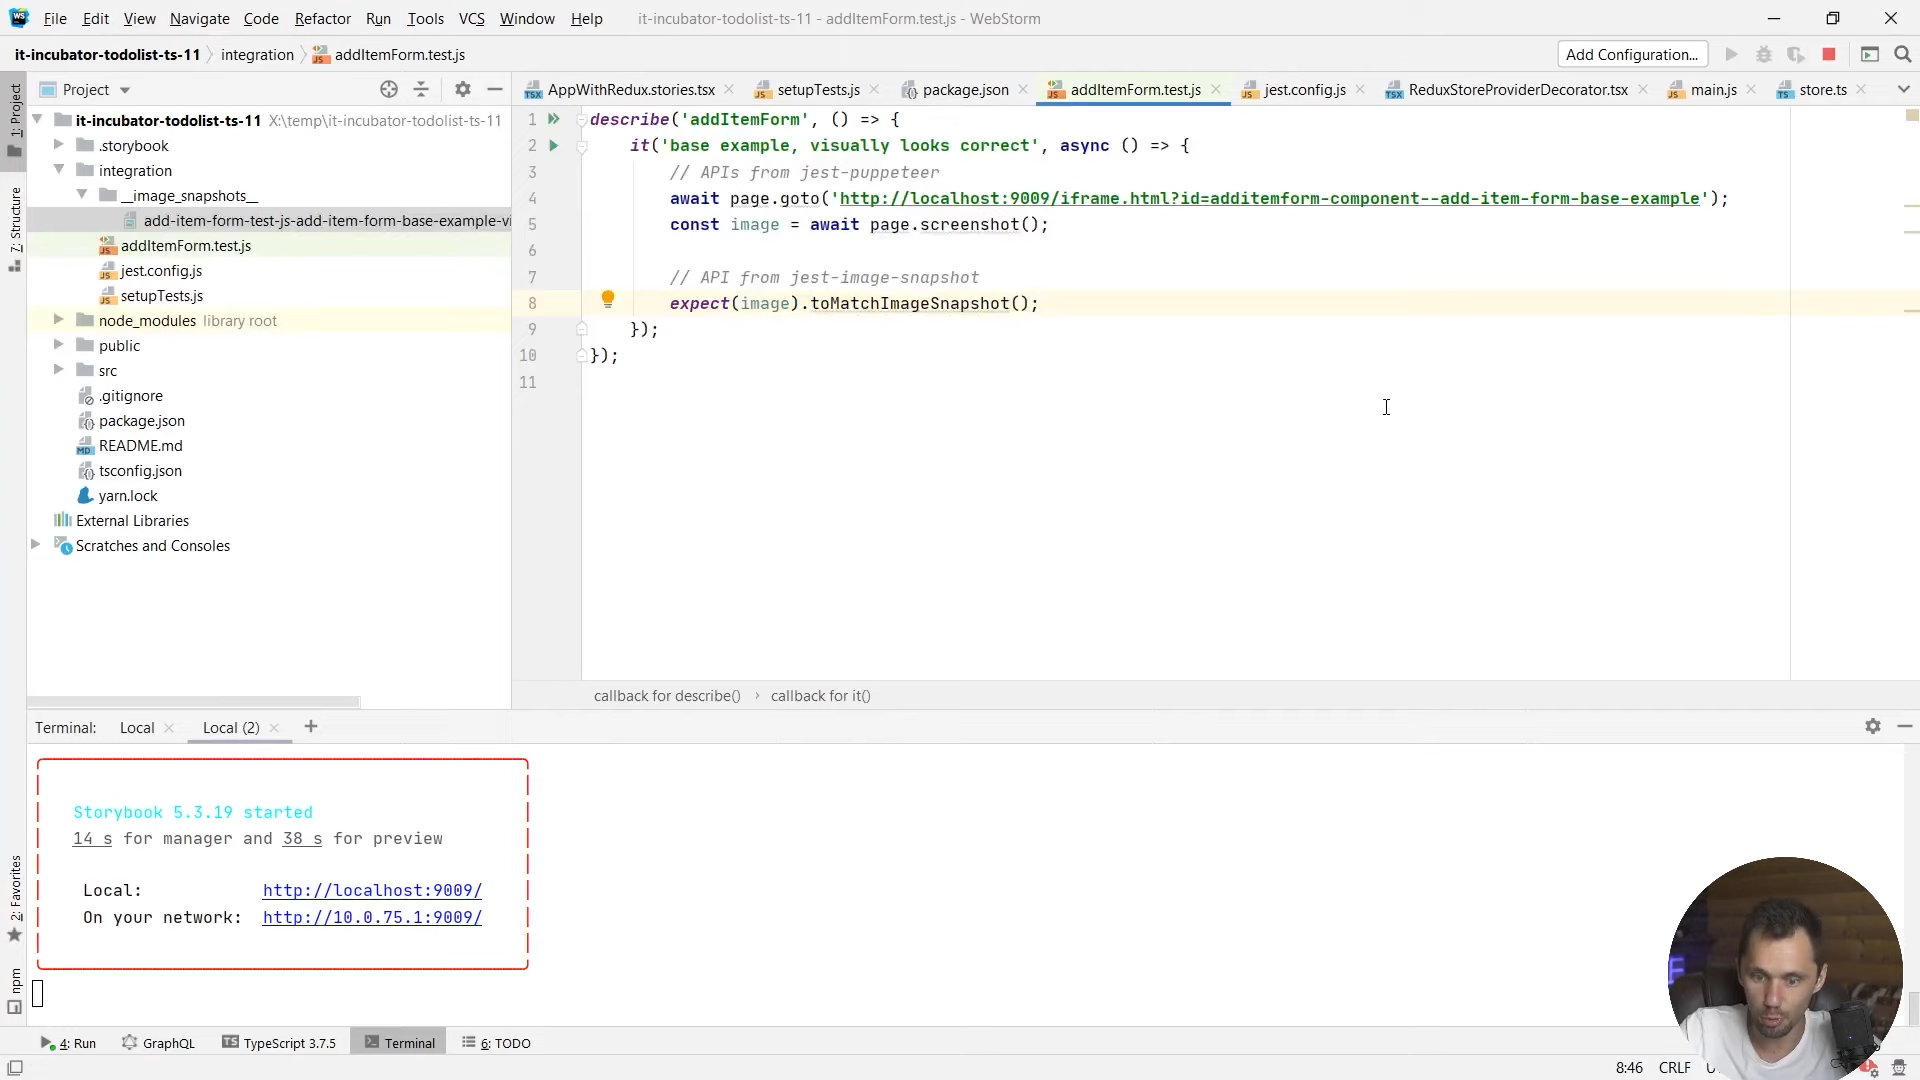 File Edit View Navigate Code Refactor Run Tools VCS Window Help it-incubator-todolist-ts-11 - addItemForm.test.js - WebStorm
it-incubator-todolist-ts-11 integration addItemForm.test.js Add Configuration...
Project
AppWithRedux.stories.tsx setupTests.js package.json addItemForm.test.js jest.config.js ReduxStoreProviderDecorator.tsx main.js store.ts
1: Project
7: Structure
2: Favorites
npm
it-incubator-todolist-ts-11 X:\temp\it-incubator-todolist-ts-11
.storybook
integration
__image_snapshots__
add-item-form-test-js-add-item-form-base-example-vi
addItemForm.test.js
jest.config.js
setupTests.js
node_modules library root
public
src
.gitignore
package.json
README.md
tsconfig.json
yarn.lock
External Libraries
Scratches and Consoles
1 describe('addItemForm', () => {
2 it('base example, visually looks correct', async () => {
3 // APIs from jest-puppeteer
4 await page.goto('http://localhost:9009/iframe.html?id=additemform-component--add-item-form-base-example');
5 const image = await page.screenshot();
6
7 // API from jest-image-snapshot
8 expect(image).toMatchImageSnapshot();
9 });
10 });
11
callback for describe() › callback for it()
Terminal: Local Local (2) +
Storybook 5.3.19 started
14 s for manager and 38 s for preview
Local: http://localhost:9009/
On your network: http://10.0.75.1:9009/
4: Run GraphQL TypeScript 3.7.5 Terminal 6: TODO
8:46 CRLF